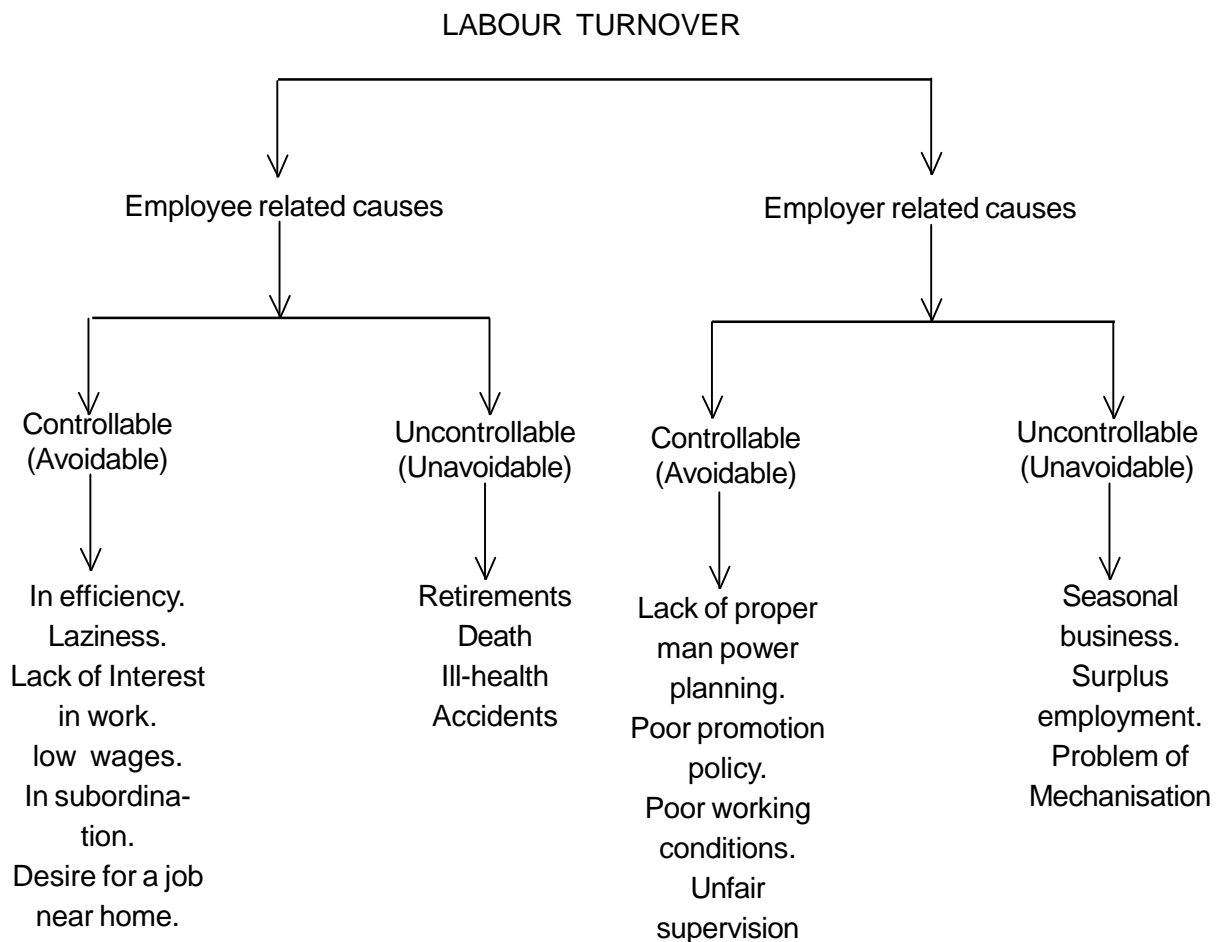 LABOUR TURNOVER
Employee related causes
Employer related causes
Controllable
(Avoidable)
Uncontrollable
(Unavoidable)
Controllable
(Avoidable)
Uncontrollable
(Unavoidable)
In efficiency.
Laziness.
Lack of Interest
in work.
low wages.
In subordina-
tion.
Desire for a job
near home.
Retirements
Death
Ill-health
Accidents
Lack of proper
man power
planning.
Poor promotion
policy.
Poor working
conditions.
Unfair
supervision
Seasonal
business.
Surplus
employment.
Problem of
Mechanisation